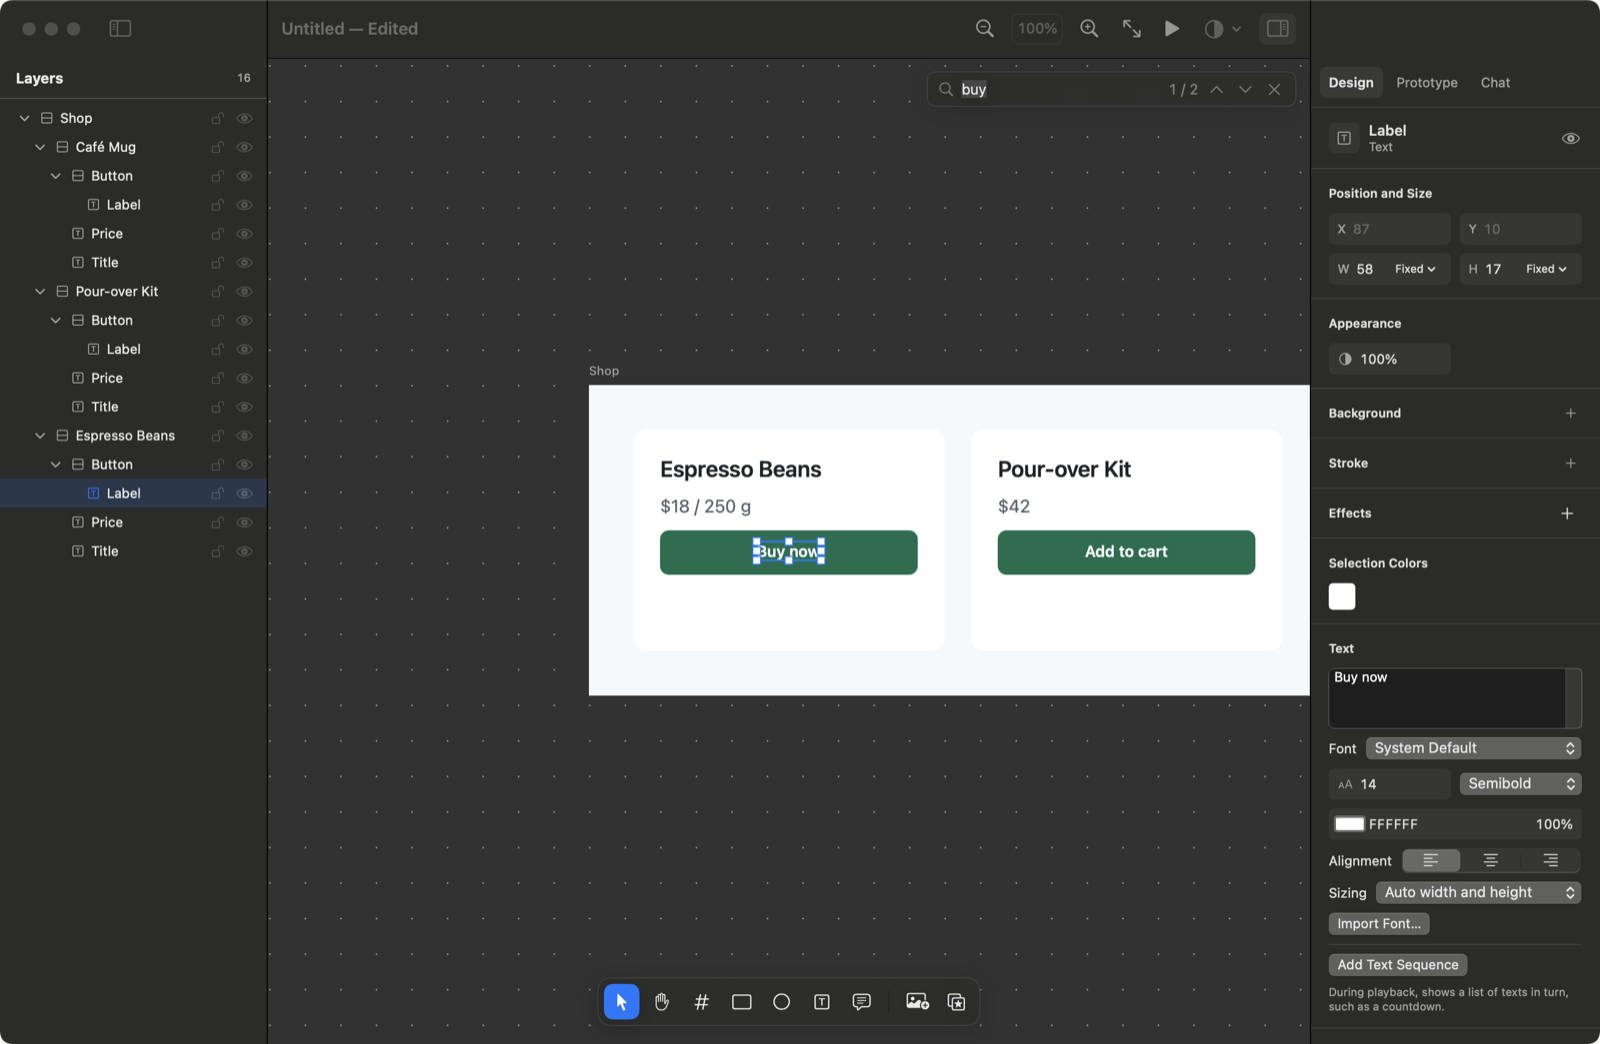 Untitled — Edited
100%
Layers
16
Shop
Café Mug
Button
Label
Price
Title
Pour-over Kit
Button
Label
Price
Title
Espresso Beans
Button
Label
Price
Title
buy
1 / 2
Shop
Espresso Beans
$18 / 250 g
Buy now
Pour-over Kit
$42
Add to cart
Design Prototype Chat
Label
Text
Position and Size
X 87 Y 10
W 58 Fixed H 17 Fixed
Appearance
100%
Background
Stroke
Effects
Selection Colors
Text
Buy now
Font System Default
AA 14 Semibold
FFFFFF 100%
Alignment
Sizing Auto width and height
Import Font...
Add Text Sequence
During playback, shows a list of texts in turn,
such as a countdown.